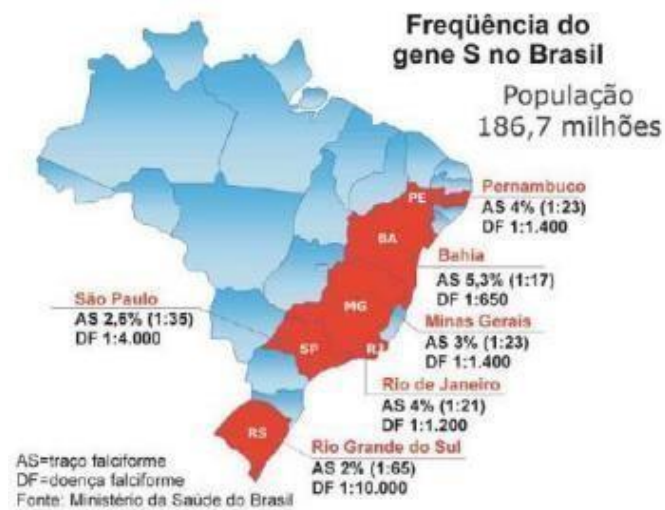 Freqüência do
gene S no Brasil
População
186,7 milhões
PE
Pernambuco
AS 4% (1:23)
DF 1:1.400
BA
Bahia
AS 5,3% (1:17)
DF 1:650
São Paulo
AS 2,6% (1:35)
DF 1:4.000
MG
Minas Gerais
AS 3% (1:23)
DF 1:1.400
SP
RJ
Rio de Janeiro
AS 4% (1:21)
DF 1:1.200
RS
Rio Grande do Sul
AS 2% (1:65)
DF 1:10.000
AS=traço falciforme
DF=doença falciforme
Fonte: Ministério da Saúde do Brasil